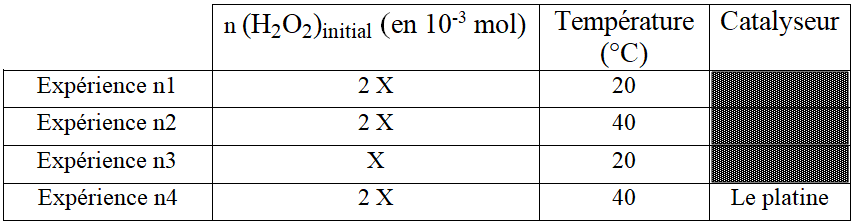 n (H₂O₂)initial (en 10⁻³ mol) Température (°C) Catalyseur
Expérience n1 2 X 20
Expérience n2 2 X 40
Expérience n3 X 20
Expérience n4 2 X 40 Le platine